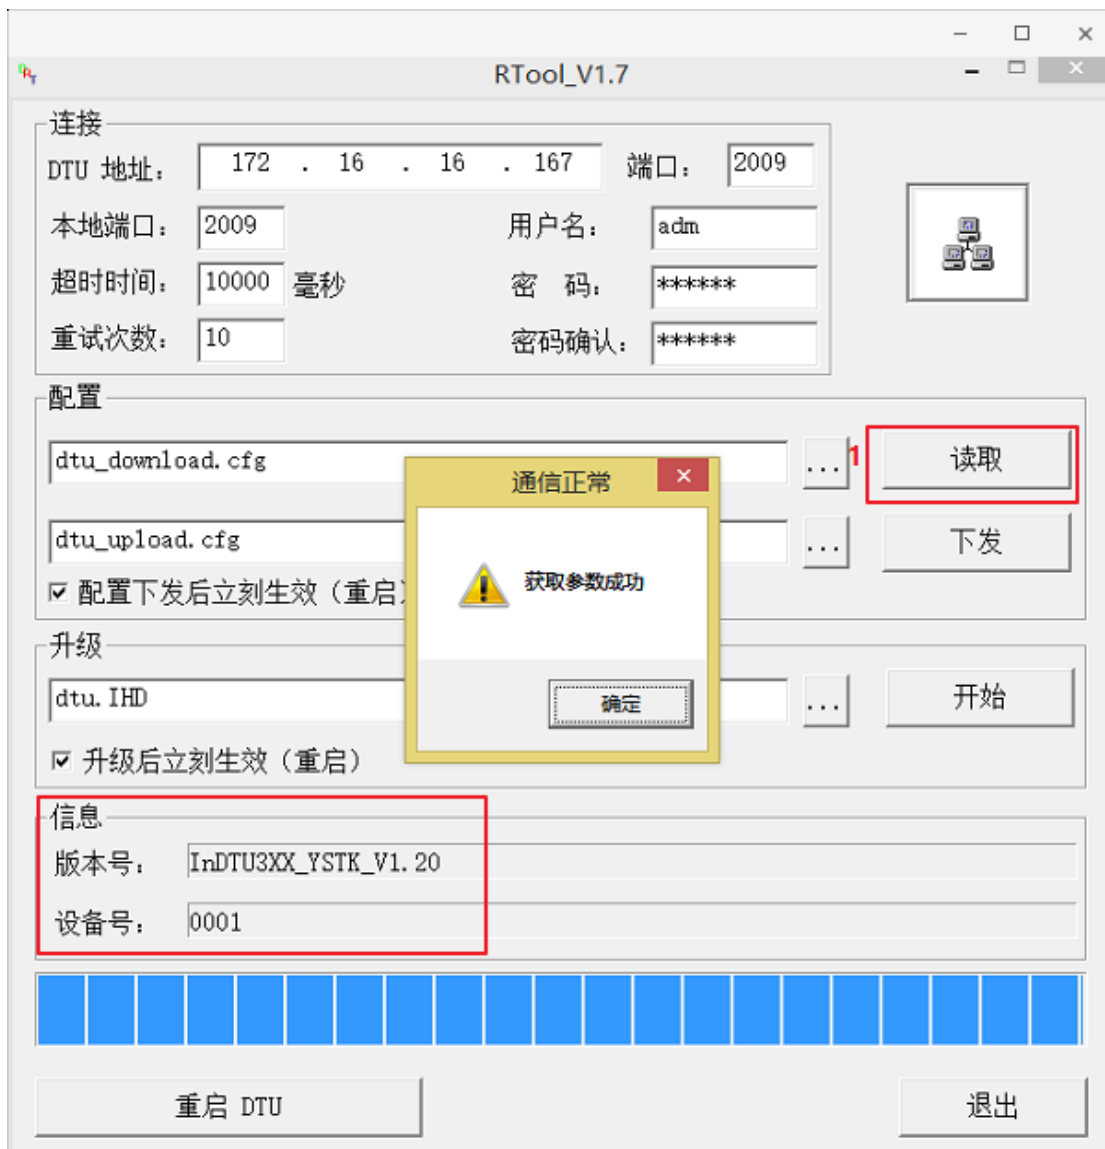 RTool_V1.7
连接
DTU 地址： 172 . 16 . 16 . 167 端口： 2009
本地端口： 2009 用户名： adm
超时时间： 10000 毫秒 密 码： ******
重试次数： 10 密码确认： ******
配置
dtu_download.cfg ... 1 读取
dtu_upload.cfg ... 下发
配置下发后立刻生效（重启）
通信正常
获取参数成功
确定
升级
dtu.IHD ... 开始
升级后立刻生效（重启）
信息
版本号： InDTU3XX_YSTK_V1.20
设备号： 0001
重启 DTU 退出